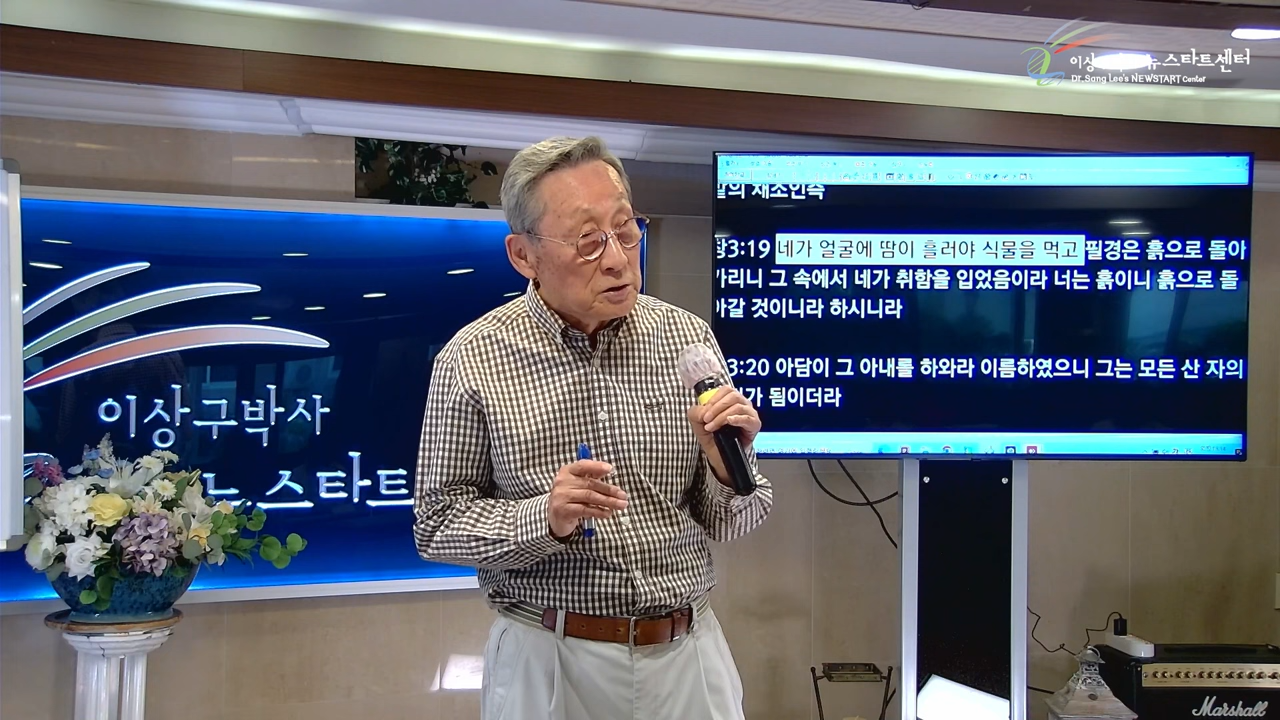 스타트센터
Dr. Sang Lee's NEWSTART Center
재조인속
3:19 네가 얼굴에 땀이 흘러야 식물을 먹고 필경은 흙으로 돌아
가리니 그 속에서 네가 취함을 입었음이라 너는 흙이니 흙으로 돌
아갈 것이니라 하시니라
3:20 아담이 그 아내를 하와라 이름하였으니 그는 모든 산 자의
됨이더라
이상구박사
뉴스타트
Marshall